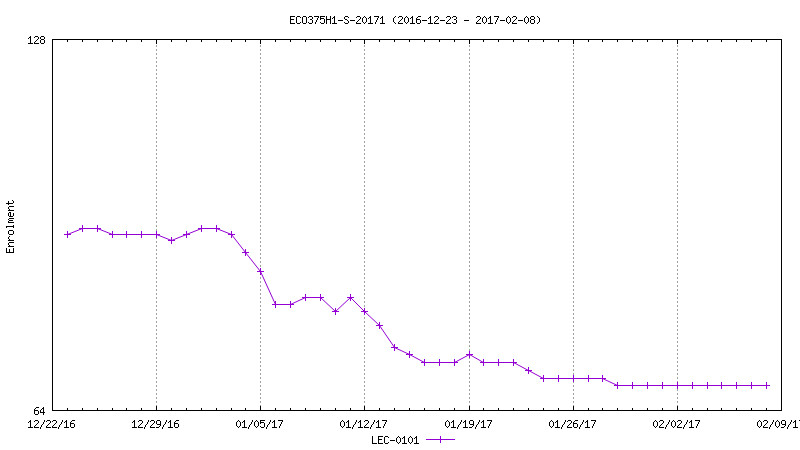 ECO375H1-S-20171 (2016-12-23 - 2017-02-08)
128
Enrolment
64
12/22/16 12/29/16 01/05/17 01/12/17 01/19/17 01/26/17 02/02/17 02/09/17
LEC-0101